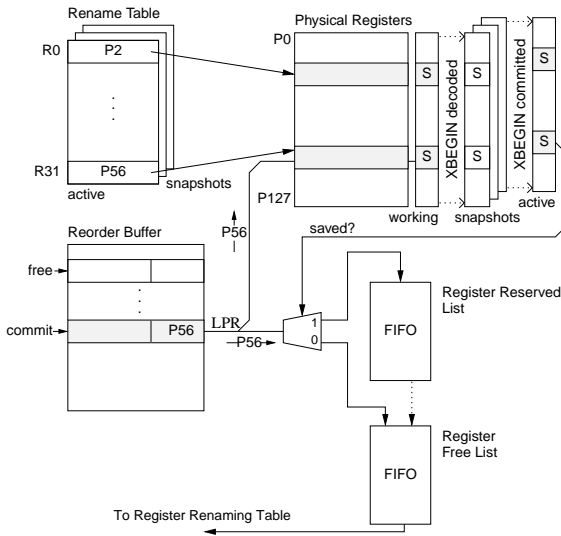 Rename Table
R0
P2
R31
P56
active
snapshots
Physical Registers
P0
P127
S
S
XBEGIN decoded
S
S
XBEGIN committed
S
S
working
snapshots
active
P56
saved?
Reorder Buffer
free
commit
P56
LPR
P56
1
0
FIFO
Register Reserved
List
FIFO
Register
Free List
To Register Renaming Table